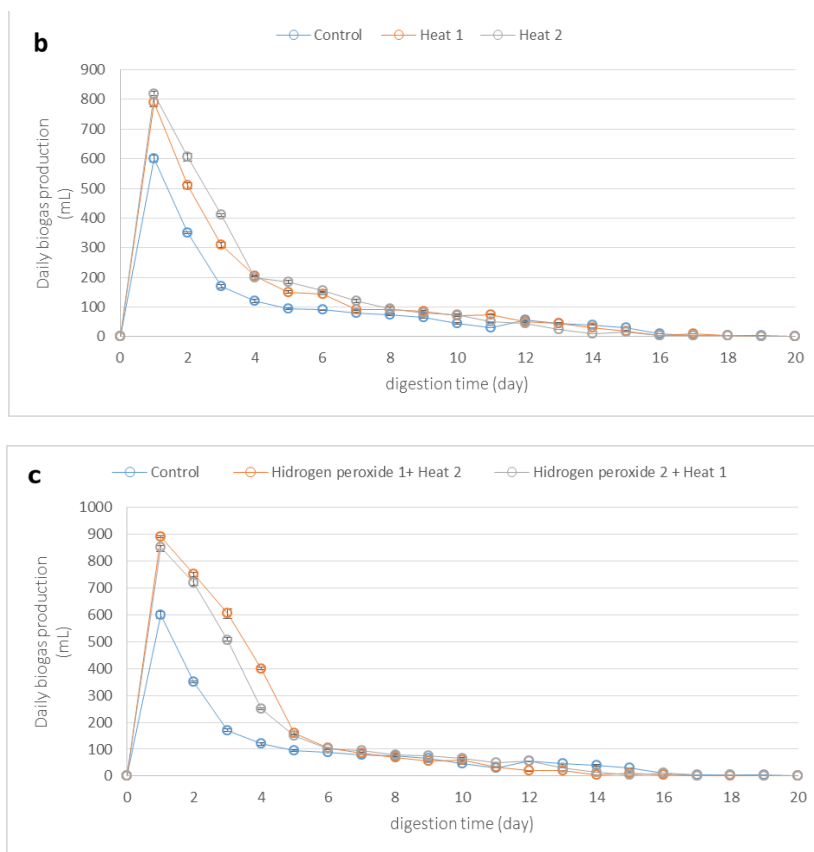 b
Control Heat 1 Heat 2
900
800
700
600
500
400
300
200
100
0
Daily biogas production
(mL)
0 2 4 6 8 10 12 14 16 18 20
digestion time (day)
c
Control Hidrogen peroxide 1+ Heat 2 Hidrogen peroxide 2 + Heat 1
1000
900
800
700
600
500
400
300
200
100
0
Daily biogas production
(mL)
0 2 4 6 8 10 12 14 16 18 20
digestion time (day)